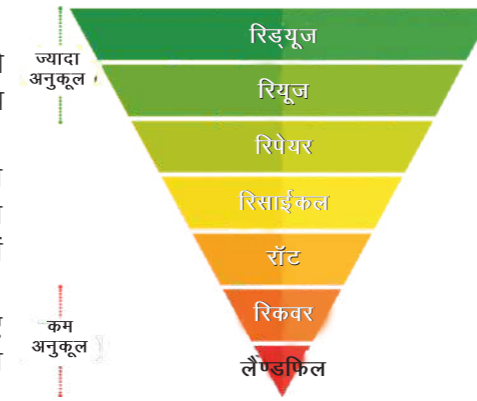 ज्यादा
अनुकूल
रिड्यूज
रियूज
रिपेयर
रिसाईकल
रॉट
रिकवर
लैण्डफिल
कम
अनुकूल